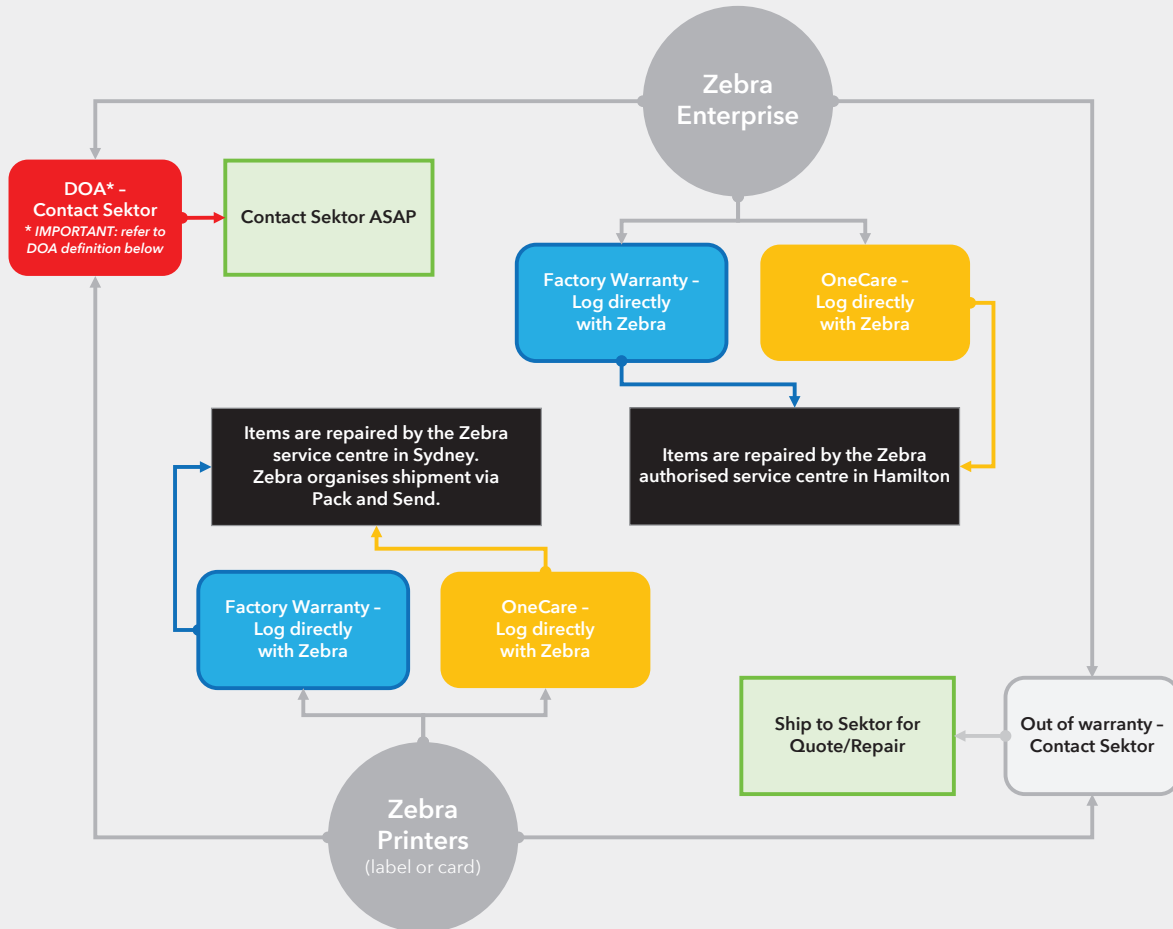 Zebra
Enterprise
DOA* –
Contact Sektor
* IMPORTANT: refer to
DOA definition below
Contact Sektor ASAP
Factory Warranty –
Log directly
with Zebra
OneCare –
Log directly
with Zebra
Items are repaired by the Zebra
service centre in Sydney.
Zebra organises shipment via
Pack and Send.
Items are repaired by the Zebra
authorised service centre in Hamilton
Factory Warranty –
Log directly
with Zebra
OneCare –
Log directly
with Zebra
Ship to Sektor for
Quote/Repair
Out of warranty –
Contact Sektor
Zebra
Printers
(label or card)